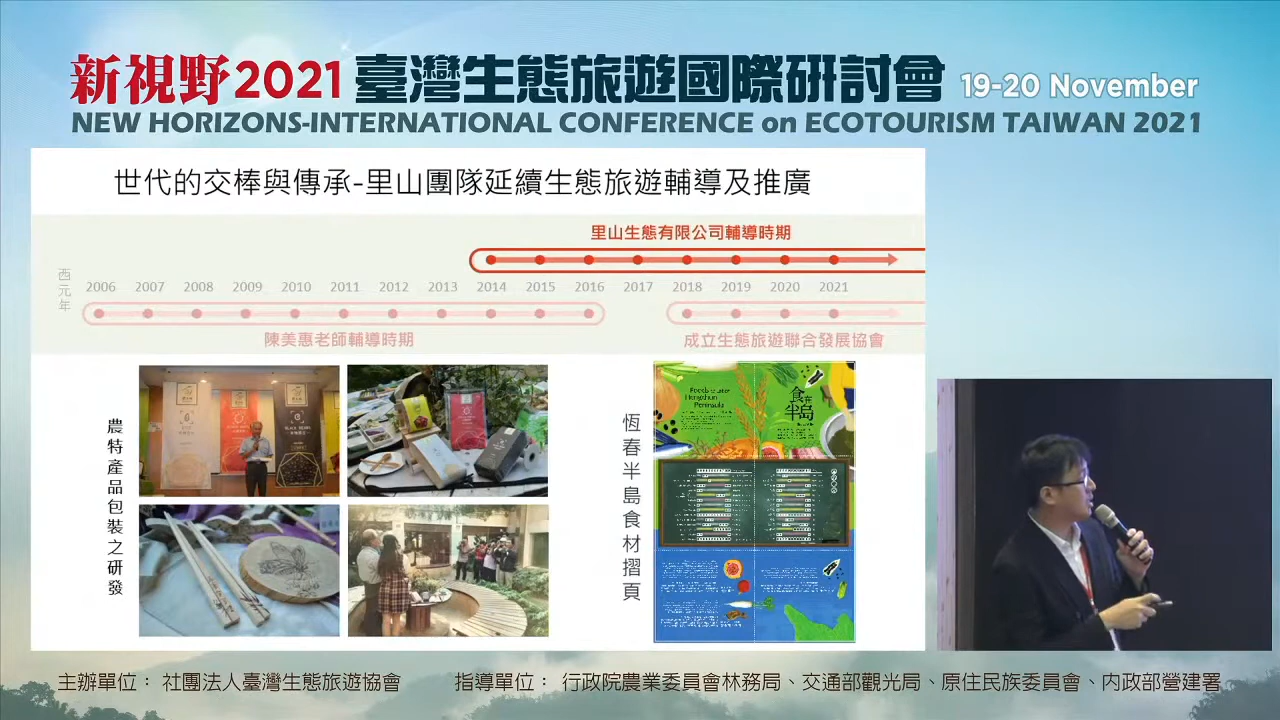 新視野2021 臺灣生態旅遊國際研討會 19-20 November
NEW HORIZONS-INTERNATIONAL CONFERENCE on ECOTOURISM TAIWAN 2021
世代的交棒與傳承-里山團隊延續生態旅遊輔導及推廣
里山生態有限公司輔導時期
西元年
2006 2007 2008 2009 2010 2011 2012 2013 2014 2015 2016 2017 2018 2019 2020 2021
陳美惠老師輔導時期
成立生態旅遊聯合發展協會
農特產品包裝之研發
恆春半島食材摺頁
食在半島
主辦單位： 社團法人臺灣生態旅遊協會
指導單位： 行政院農業委員會林務局、交通部觀光局、原住民族委員會、內政部營建署